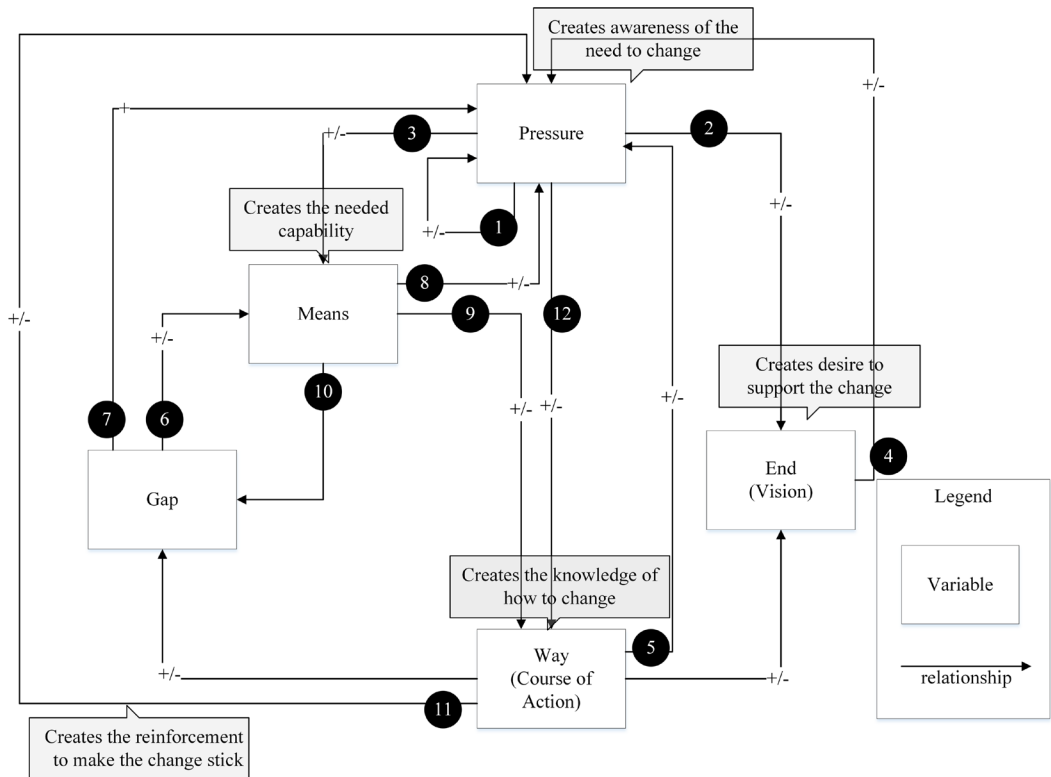 Creates awareness of the
need to change
+/-
+
+/-
3
Pressure
2
1
+/-
+/-
Creates the needed
capability
8
+/-
Means
9
12
+/-
+/-
10
Creates desire to
support the change
+/-
+/-
+/-
7
6
4
End
(Vision)
Gap
Legend
Variable
relationship
Creates the knowledge of
how to change
Way
(Course of
Action)
5
+/-
+/-
11
Creates the reinforcement
to make the change stick